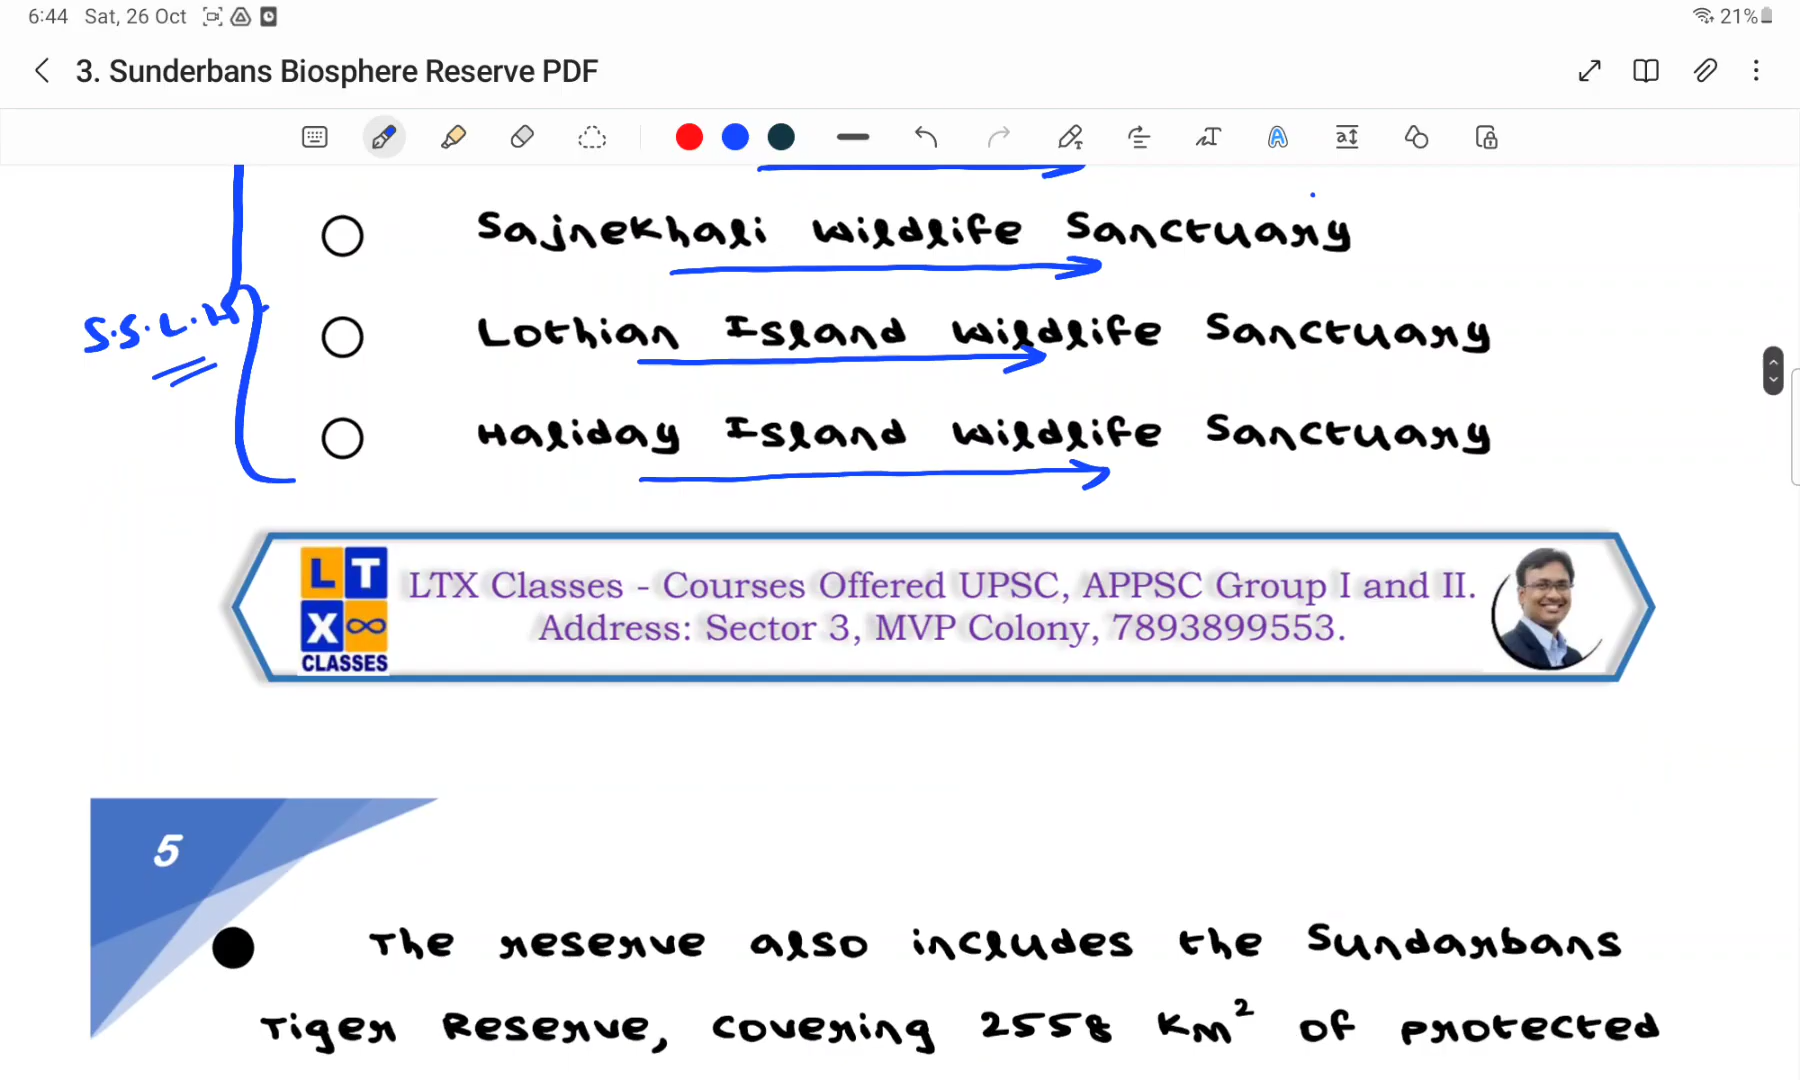 6:44 Sat, 26 Oct
21%
3. Sunderbans Biosphere Reserve PDF
Sajnekhali Wildlife Sanctuary
S.S.L.H
Lothian Island Wildlife Sanctuary
Haliday Island Wildlife Sanctuary
L T
X ∞
CLASSES
LTX Classes - Courses Offered UPSC, APPSC Group I and II.
Address: Sector 3, MVP Colony, 7893899553.
5
The reserve also includes the Sundarbans
Tiger Reserve, covering 2558 Km²  of protected